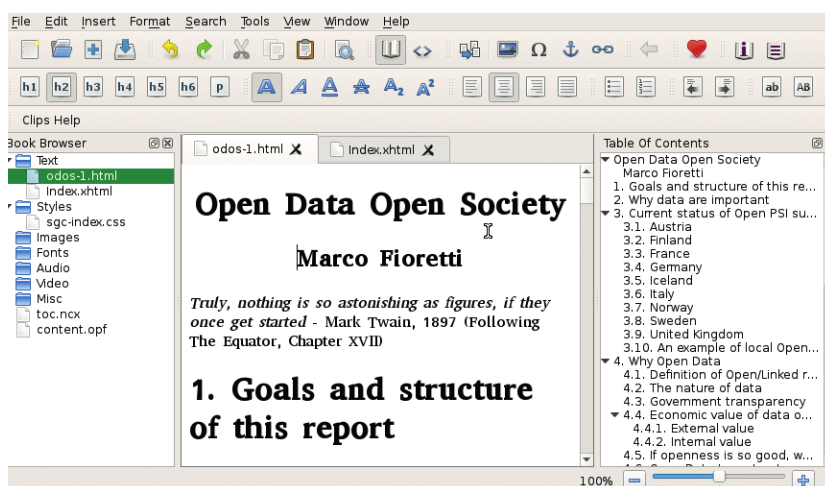 File Edit Insert Format Search Tools View Window Help
h1 h2 h3 h4 h5 h6 P A A A A A₂ A² ab AB
Clips Help
Book Browser
Text
odos-1.html
Index.xhtml
Styles
sgc-index.css
Images
Fonts
Audio
Video
Misc
toc.ncx
content.opf
odos-1.html Index.xhtml
Open Data Open Society
Marco Fioretti
Truly, nothing is so astonishing as figures, if they
once get started - Mark Twain, 1897 (Following
The Equator, Chapter XVII)
1. Goals and structure
of this report
Table Of Contents
Open Data Open Society
Marco Fioretti
1. Goals and structure of this re...
2. Why data are important
3. Current status of Open PSI su...
3.1. Austria
3.2. Finland
3.3. France
3.4. Germany
3.5. Iceland
3.6. Italy
3.7. Norway
3.8. Sweden
3.9. United Kingdom
3.10. An example of local Open...
4. Why Open Data
4.1. Definition of Open/Linked r...
4.2. The nature of data
4.3. Government transparency
4.4. Economic value of data o...
4.4.1. External value
4.4.2. Internal value
4.5. If openness is so good, w...
100%